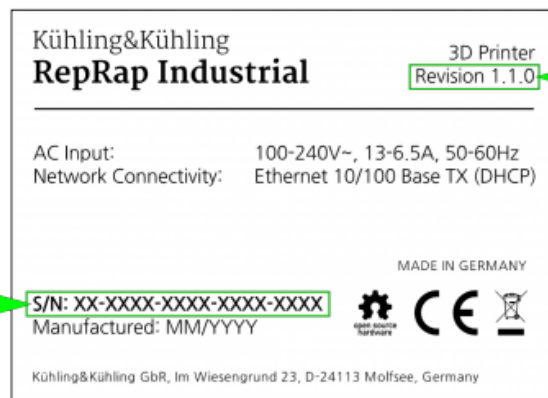 Kühling&Kühling
RepRap Industrial
3D Printer
Revision 1.1.0
AC Input: 100-240V~, 13-6.5A, 50-60Hz
Network Connectivity: Ethernet 10/100 Base TX (DHCP)
MADE IN GERMANY
S/N: XX-XXXX-XXXX-XXXX-XXXX
Manufactured: MM/YYYY
open source
hardware
CE
Kühling&Kühling GbR, Im Wiesengrund 23, D-24113 Molfsee, Germany